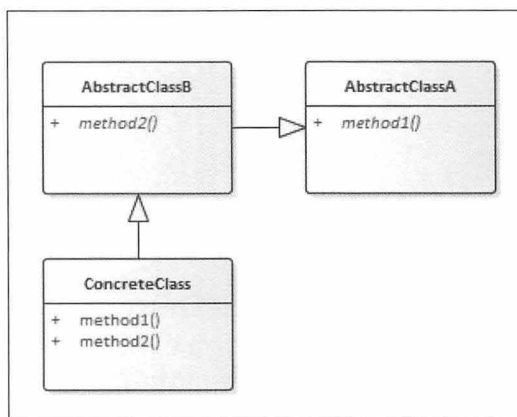 AbstractClassB
+ method2()
AbstractClassA
+ method1()
ConcreteClass
+ method1()
+ method2()